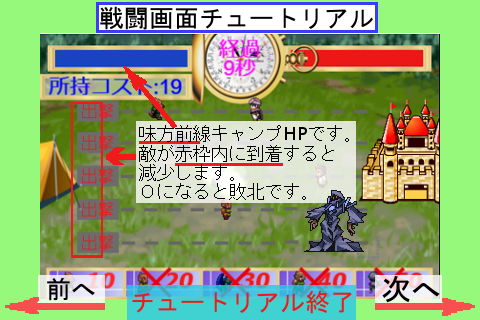 戦闘画面チュートリアル
経過
9秒
所持コスト:19
出撃
味方前線キャンプHPです。
出撃
敵が赤枠内に到着すると
減少します。
出撃
０になると敗北です。
出撃
10 20 30 40
前へ
チュートリアル終了
次へ